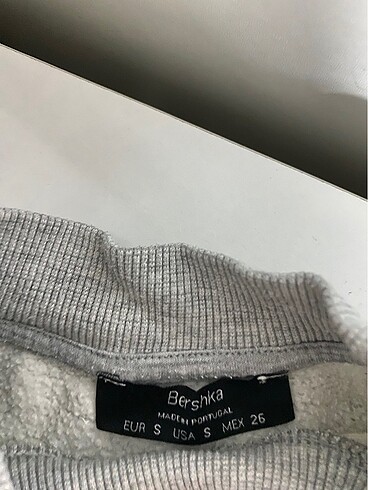 Bershka
MADE IN PORTUGAL
EUR S USA S MEX 26